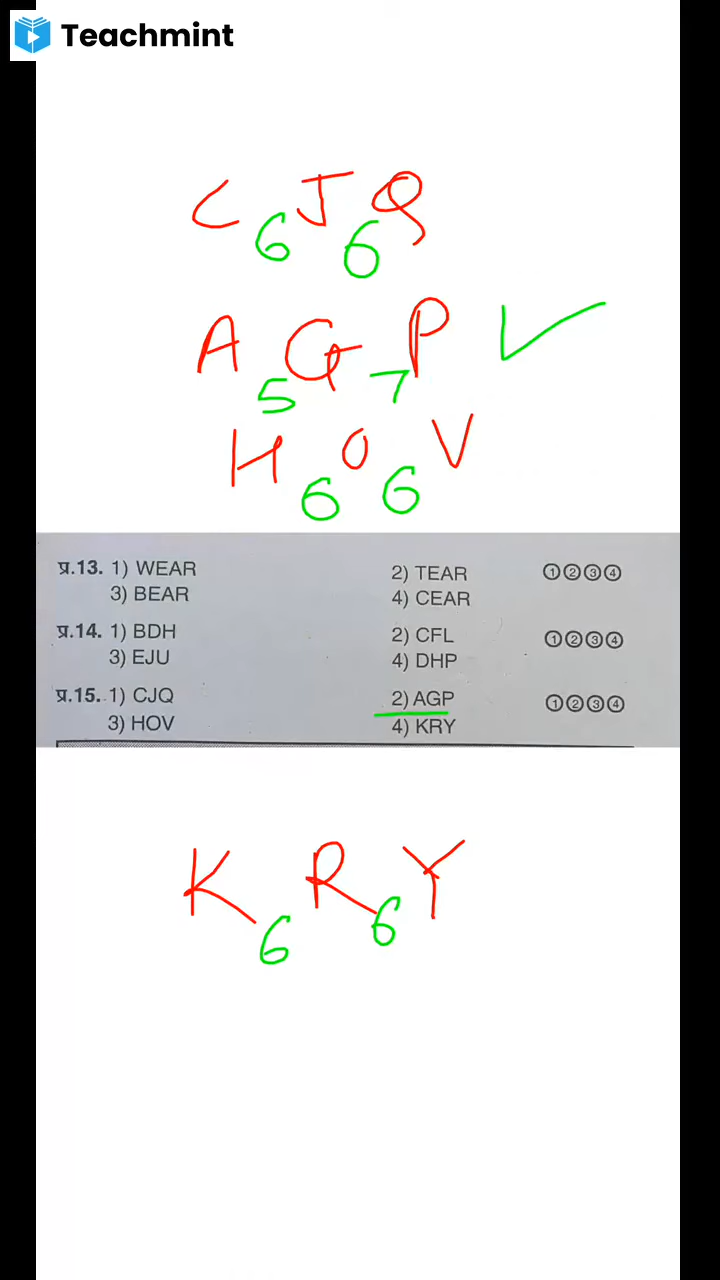 Teachmint
C 6 J 6 Q
A 5 G 7 P
H 6 O 6 V
प्र.13. 1) WEAR 2) TEAR ①②③④
3) BEAR 4) CEAR
प्र.14. 1) BDH 2) CFL ①②③④
3) EJU 4) DHP
प्र.15. 1) CJQ 2) AGP ①②③④
3) HOV 4) KRY
K 6 R 6 Y